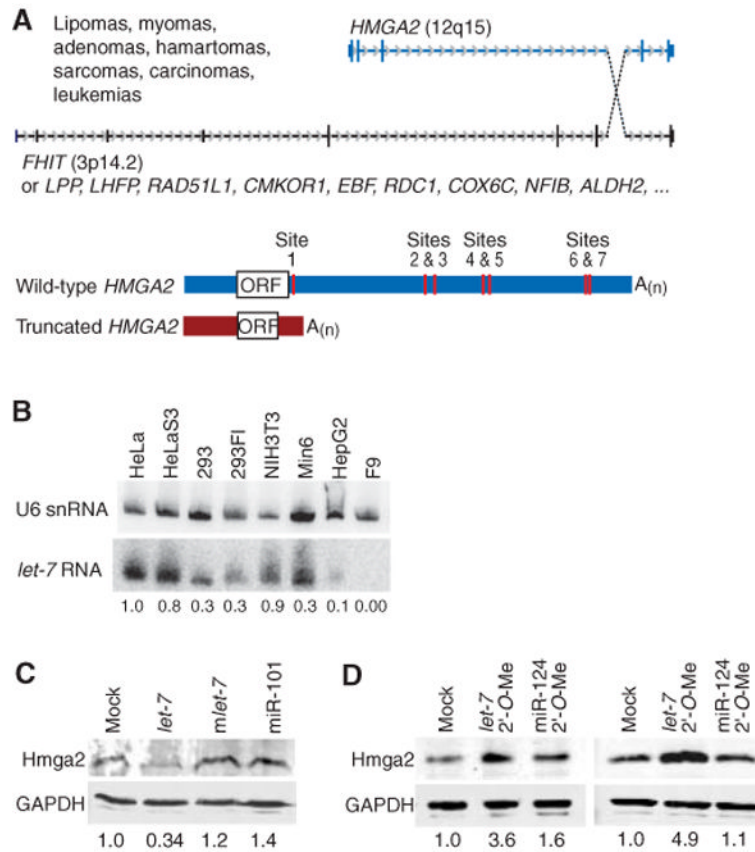 A
Lipomas, myomas,
adenomas, hamartomas,
sarcomas, carcinomas,
leukemias
HMGA2 (12q15)
FHIT (3p14.2)
or LPP, LHFP, RAD51L1, CMKOR1, EBF, RDC1, COX6C, NFIB, ALDH2, ...
Site
1
Sites
2 & 3
Sites
4 & 5
Sites
6 & 7
Wild-type HMGA2
ORF
A(n)
Truncated HMGA2
ORF
A(n)
B
HeLa
HeLaS3
293
293FI
NIH3T3
Min6
HepG2
F9
U6 snRNA
let-7 RNA
1.0 0.8 0.3 0.3 0.9 0.3 0.1 0.00
C
Mock
let-7
mlet-7
miR-101
Hmga2
GAPDH
1.0 0.34 1.2 1.4
D
Mock
let-7
2'-O-Me
miR-124
2'-O-Me
Mock
let-7
2'-O-Me
miR-124
2'-O-Me
Hmga2
GAPDH
1.0 3.6 1.6 1.0 4.9 1.1